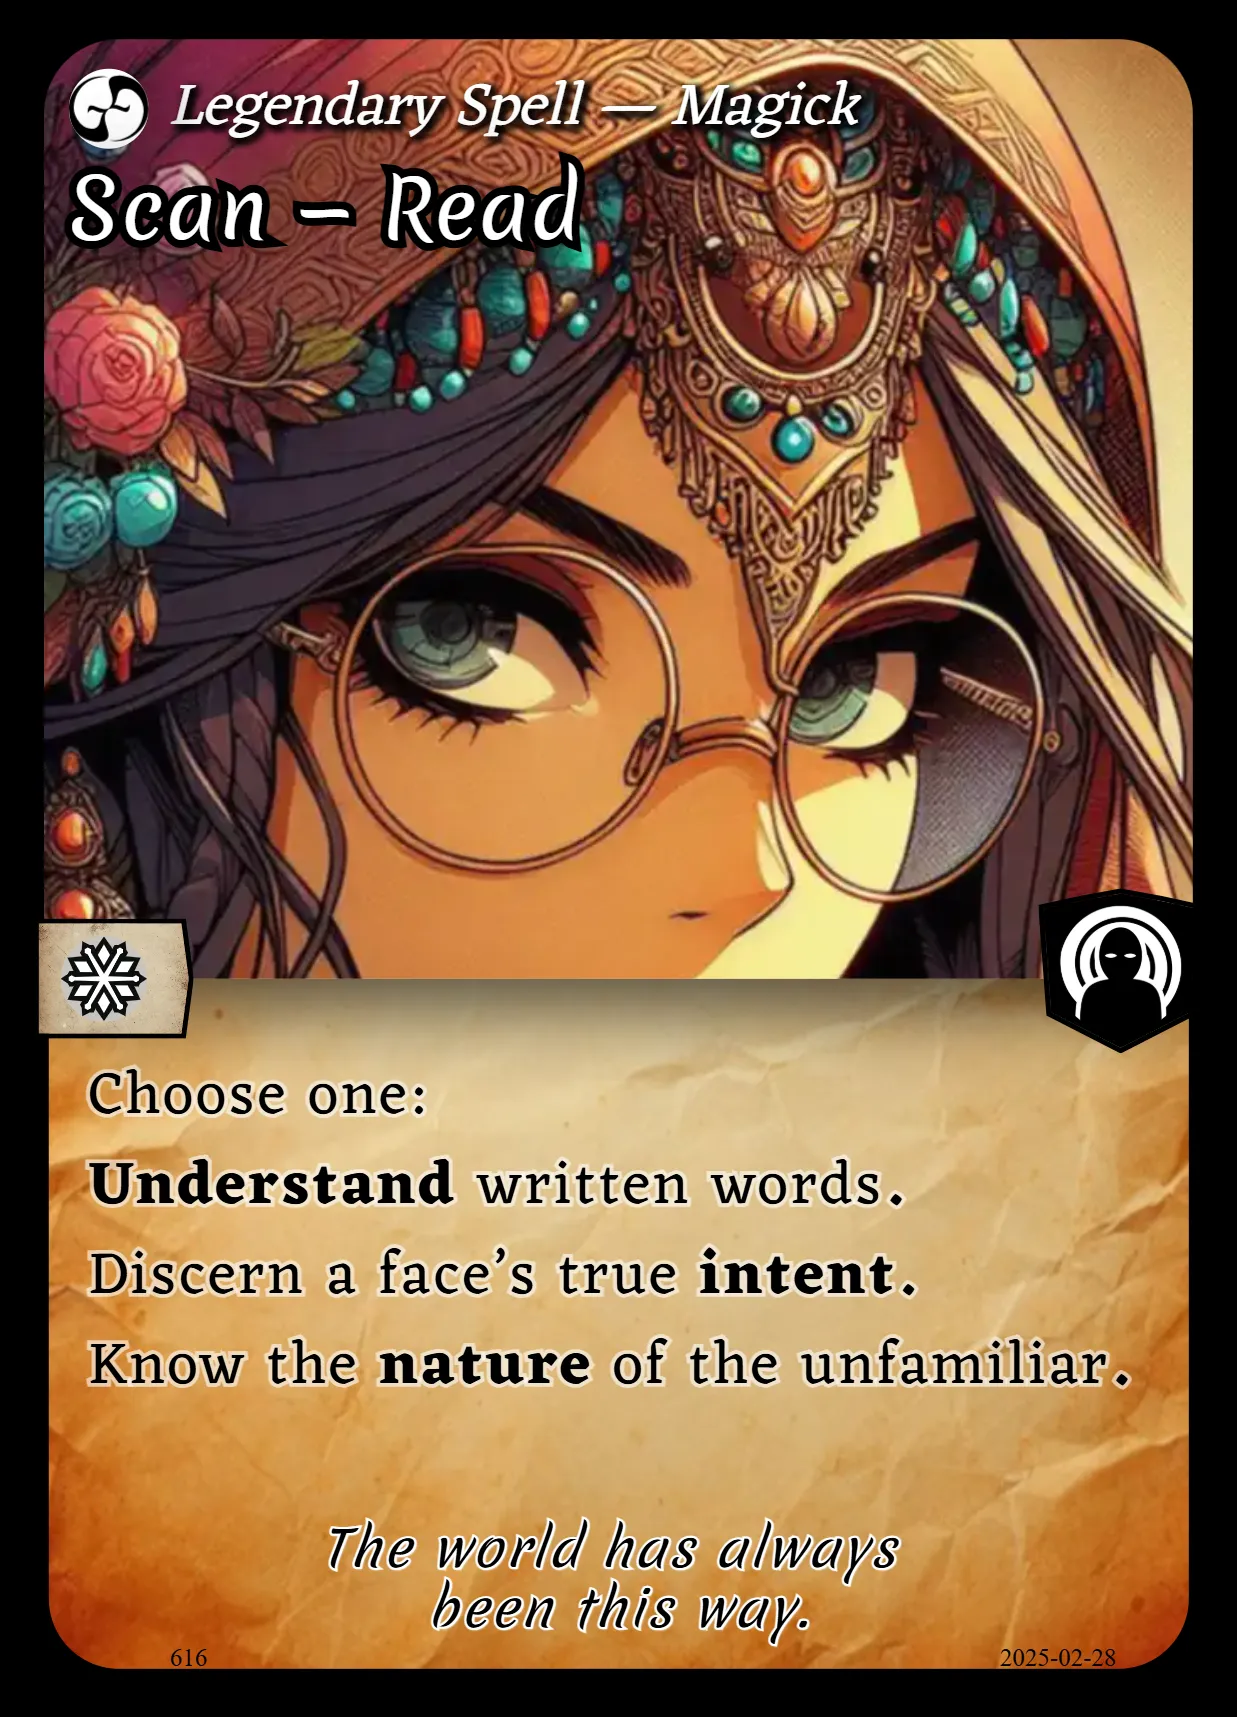 Legendary Spell — Magick
Scan – Read
Choose one:
Understand written words.
Discern a face’s true intent.
Know the nature of the unfamiliar.
The world has always
been this way.
616
2025-02-28